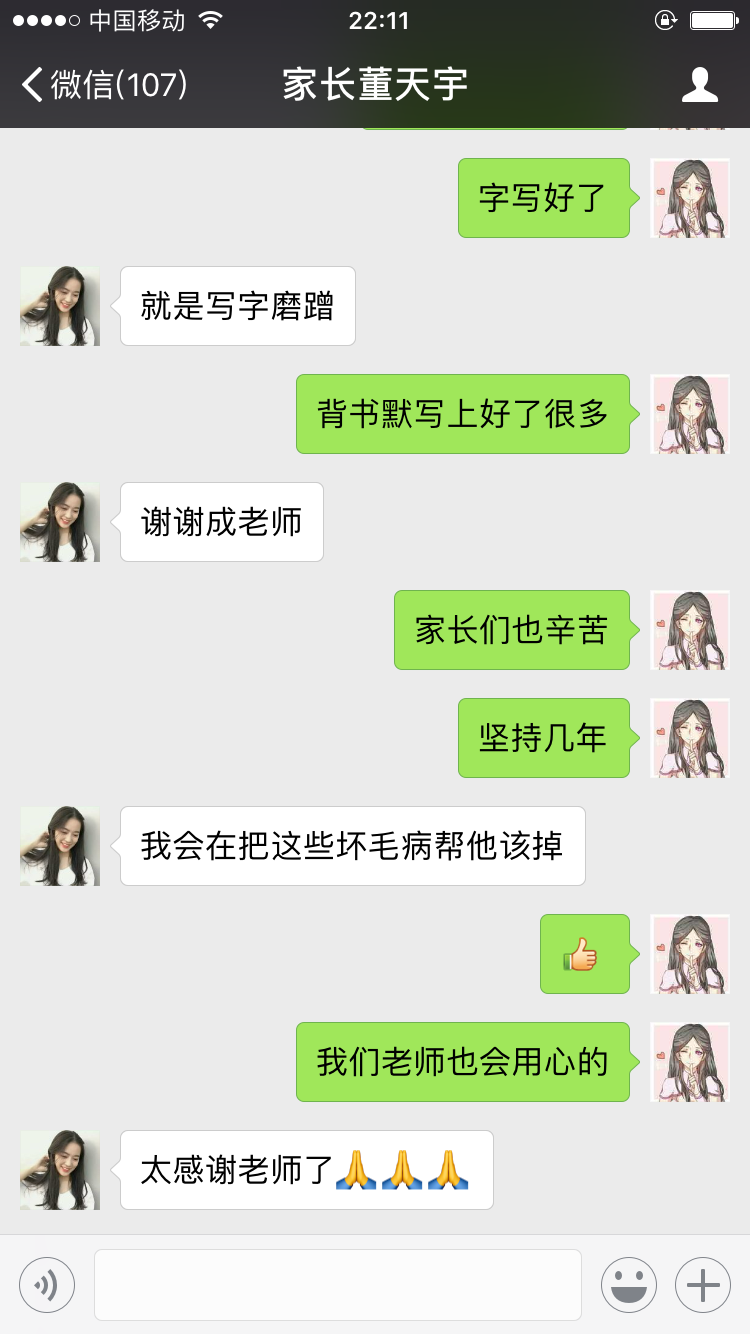 中国移动 22:11
微信(107) 家长董天宇
字写好了
就是写字磨蹭
背书默写上好了很多
谢谢成老师
家长们也辛苦
坚持几年
我会在把这些坏毛病帮他该掉
👍
我们老师也会用心的
太感谢老师了🙏🙏🙏